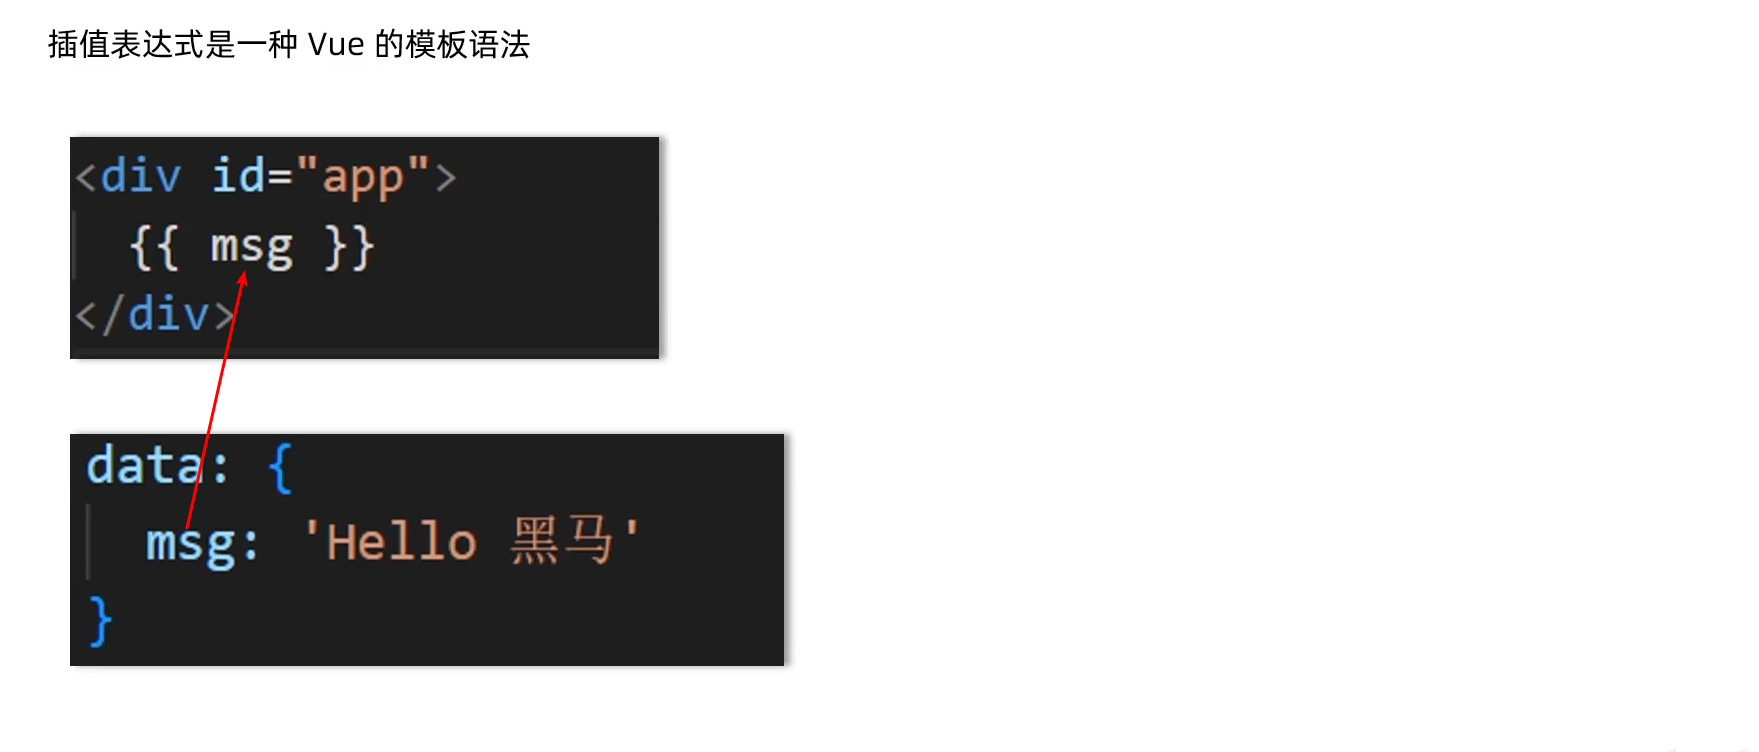 插值表达式是一种 Vue 的模板语法
<div id="app">
{{ msg }}
</div>
data: {
msg: 'Hello 黑马'
}